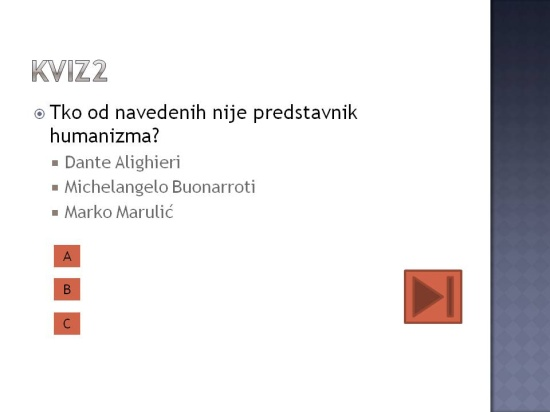 KVIZ2
Tko od navedenih nije predstavnik
humanizma?
Dante Alighieri
Michelangelo Buonarroti
Marko Marulić
A
B
C